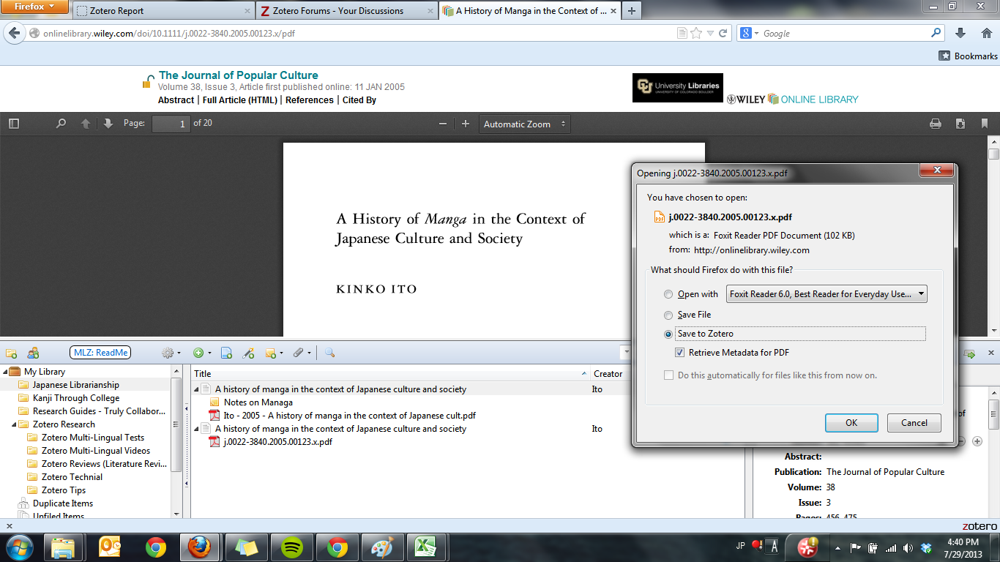 Firefox
Zotero Report
Zotero Forums - Your Discussions
A History of Manga in the Context of ...
onlinelibrary.wiley.com/doi/10.1111/j.0022-3840.2005.00123.x/pdf
Google
Bookmarks
The Journal of Popular Culture
Volume 38, Issue 3, Article first published online: 11 JAN 2005
Abstract | Full Article (HTML) | References | Cited By
CU
University Libraries
UNIVERSITY OF COLORADO BOULDER
WILEY ONLINE LIBRARY
Page: 1 of 20
Automatic Zoom
A History of Manga in the Context of
Japanese Culture and Society
KINKO ITO
Opening j.0022-3840.2005.00123.x.pdf
You have chosen to open:
j.0022-3840.2005.00123.x.pdf
which is a: Foxit Reader PDF Document (102 KB)
from: http://onlinelibrary.wiley.com
What should Firefox do with this file?
Open with Foxit Reader 6.0, Best Reader for Everyday Use...
Save File
Save to Zotero
Retrieve Metadata for PDF
Do this automatically for files like this from now on.
OK Cancel
MLZ: ReadMe
My Library
Japanese Librarianship
Kanji Through College
Research Guides - Truly Collabor...
Zotero Research
Zotero Multi-Lingual Tests
Zotero Multi-Lingual Videos
Zotero Reviews (Literature Revi...
Zotero Technial
Zotero Tips
Duplicate Items
Unfiled Items
Title Creator
A history of manga in the context of Japanese culture and society Ito
Notes on Managa
Ito - 2005 - A history of manga in the context of Japanese cult.pdf
A history of manga in the context of Japanese culture and society Ito
j.0022-3840.2005.00123.x.pdf
of
Abstract:
Publication: The Journal of Popular Culture
Volume: 38
Issue: 3
Pages: 456-475
zotero
JP
A
4:40 PM
7/29/2013